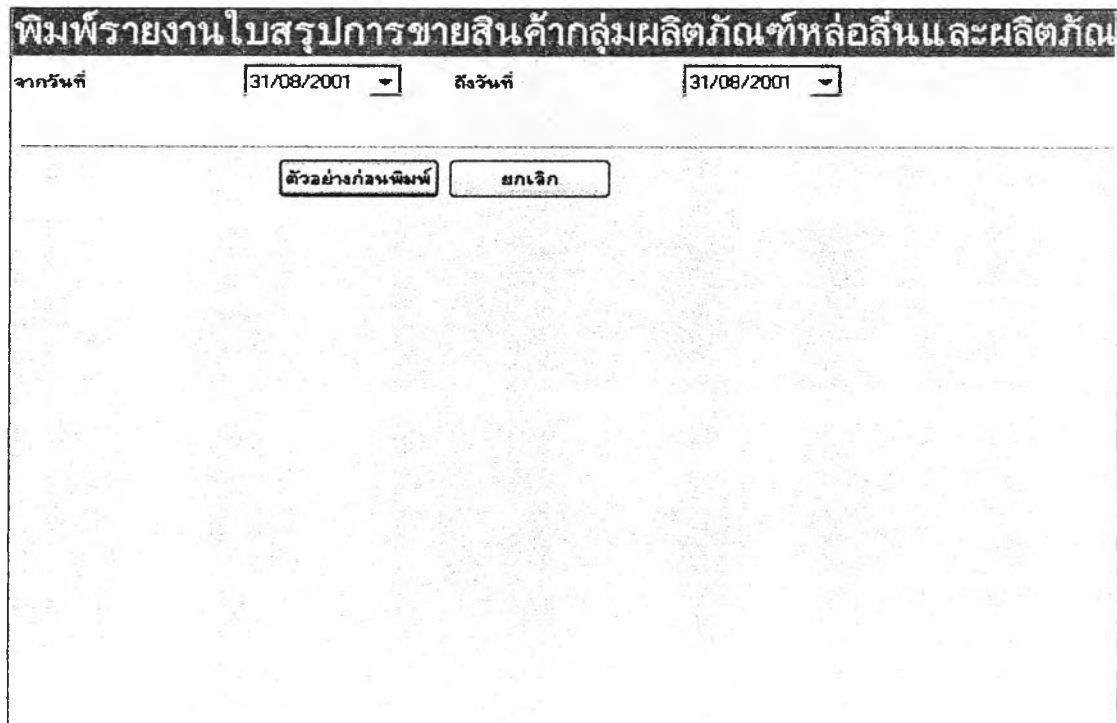 พิมพ์รายงานใบสรุปการขายสินค้ากลุ่มผลิตภัณฑ์หล่อลื่นและผลิตภัณ
จากวันที่ 31/08/2001 ถึงวันที่ 31/08/2001
ตัวอย่างก่อนพิมพ์ ยกเลิก